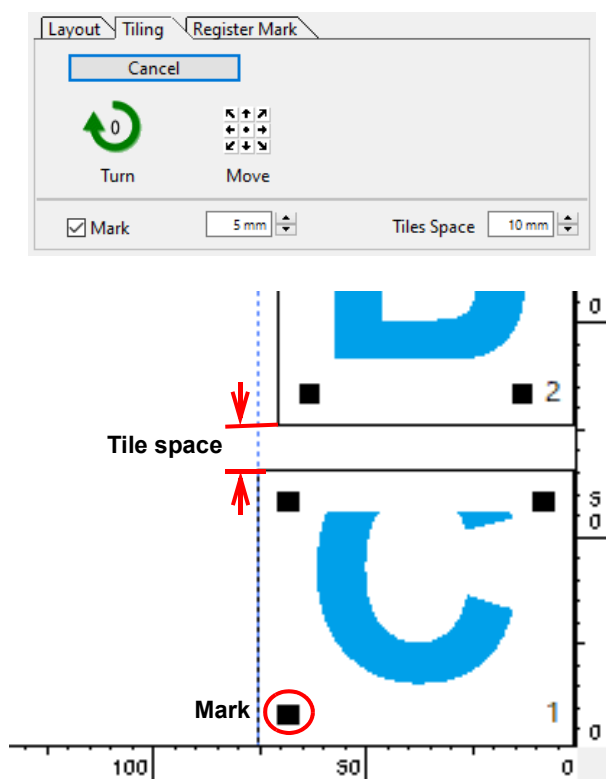 Layout Tiling Register Mark
Cancel
0
Turn Move
Mark 5 mm Tiles Space 10 mm
0
2
Tile space
5
0
C
Mark
1
0
100 50 0